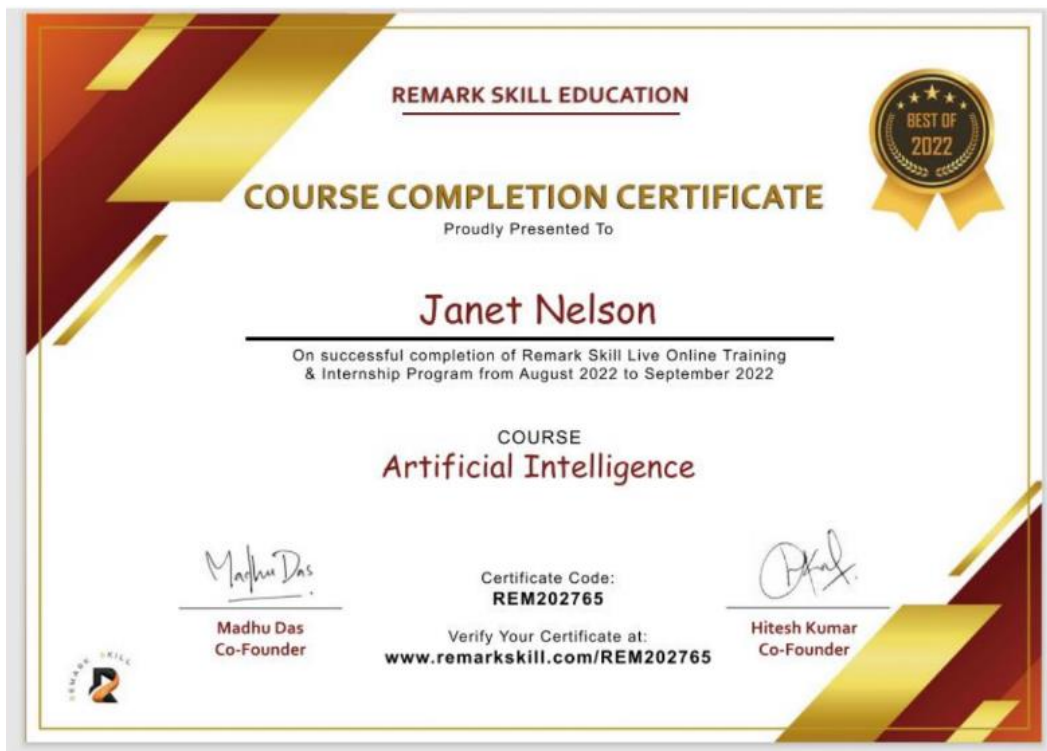 REMARK SKILL EDUCATION
BEST OF
2022
COURSE COMPLETION CERTIFICATE
Proudly Presented To
Janet Nelson
On successful completion of Remark Skill Live Online Training
& Internship Program from August 2022 to September 2022
COURSE
Artificial Intelligence
Madhu Das
Madhu Das
Co-Founder
Certificate Code:
REM202765
Verify Your Certificate at:
www.remarkskill.com/REM202765
Hitesh Kumar
Co-Founder
REMARK SKILL